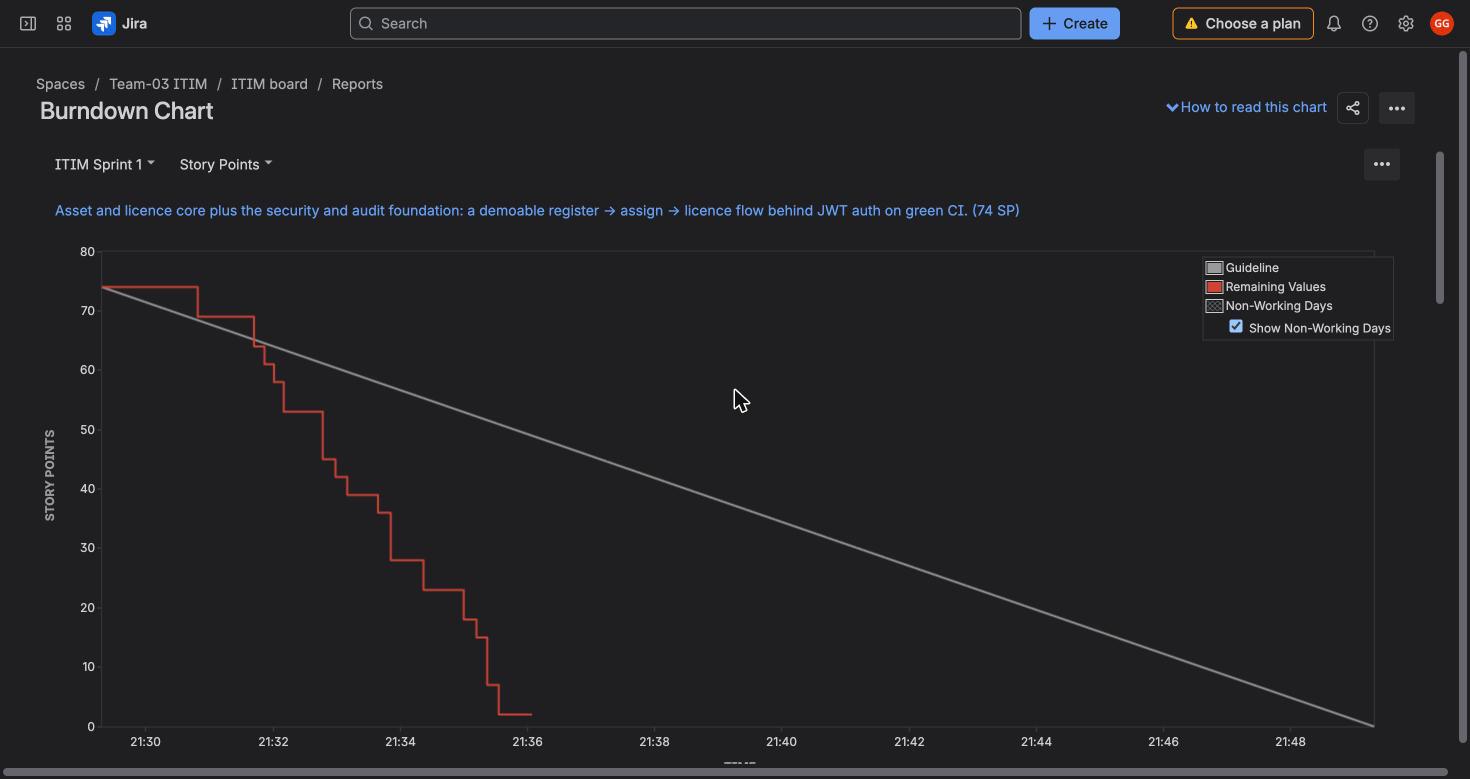 Jira
Search
Create
Choose a plan
GG
Spaces / Team-03 ITIM / ITIM board / Reports
Burndown Chart
How to read this chart
ITIM Sprint 1
Story Points
Asset and licence core plus the security and audit foundation: a demoable register → assign → licence flow behind JWT auth on green CI. (74 SP)
Guideline
Remaining Values
Non-Working Days
Show Non-Working Days
STORY POINTS
80
70
60
50
40
30
20
10
0
21:30 21:32 21:34 21:36 21:38 21:40 21:42 21:44 21:46 21:48